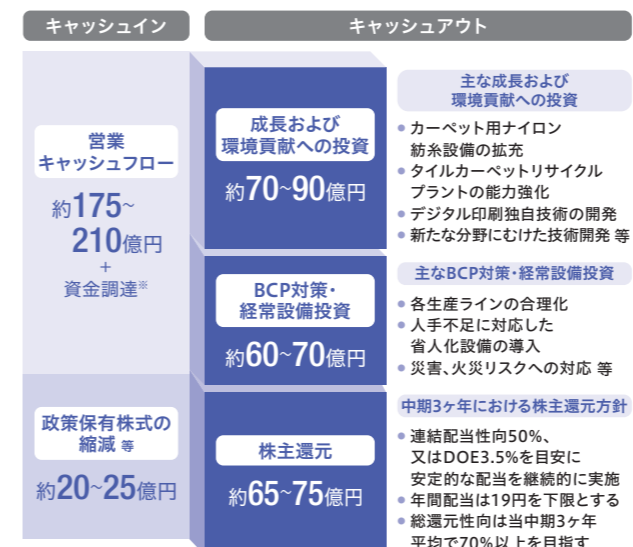 キャッシュイン
キャッシュアウト
営業
キャッシュフロー
約175~
210億円
+
資金調達※
政策保有株式の
縮減 等
約20~25億円
成長および
環境貢献への投資
約70~90億円
BCP対策・
経常設備投資
約60~70億円
株主還元
約65~75億円
主な成長および
環境貢献への投資
● カーペット用ナイロン
紡糸設備の拡充
● タイルカーペットリサイクル
プラントの能力強化
● デジタル印刷独自技術の開発
● 新たな分野にむけた技術開発 等
主なBCP対策・経常設備投資
● 各生産ラインの合理化
● 人手不足に対応した
省人化設備の導入
● 災害、火災リスクへの対応 等
中期3ヶ年における株主還元方針
● 連結配当性向50%、
又はDOE3.5%を目安に
安定的な配当を継続的に実施
● 年間配当は19円を下限とする
● 総還元性向は当中期3ヶ年
平均で70%以上を目指す